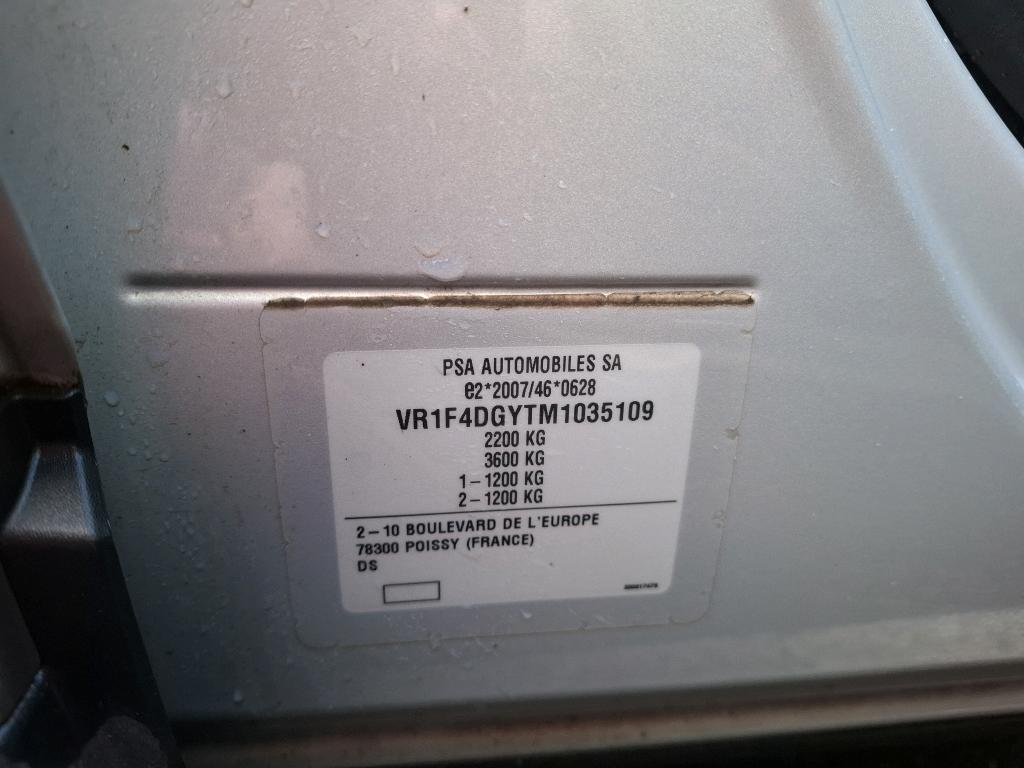 PSA AUTOMOBILES SA
e2*2007/46*0628
VR1F4DGYTM1035109
2200 KG
3600 KG
1-1200 KG
2-1200 KG
2-10 BOULEVARD DE L'EUROPE
78300 POISSY (FRANCE)
DS